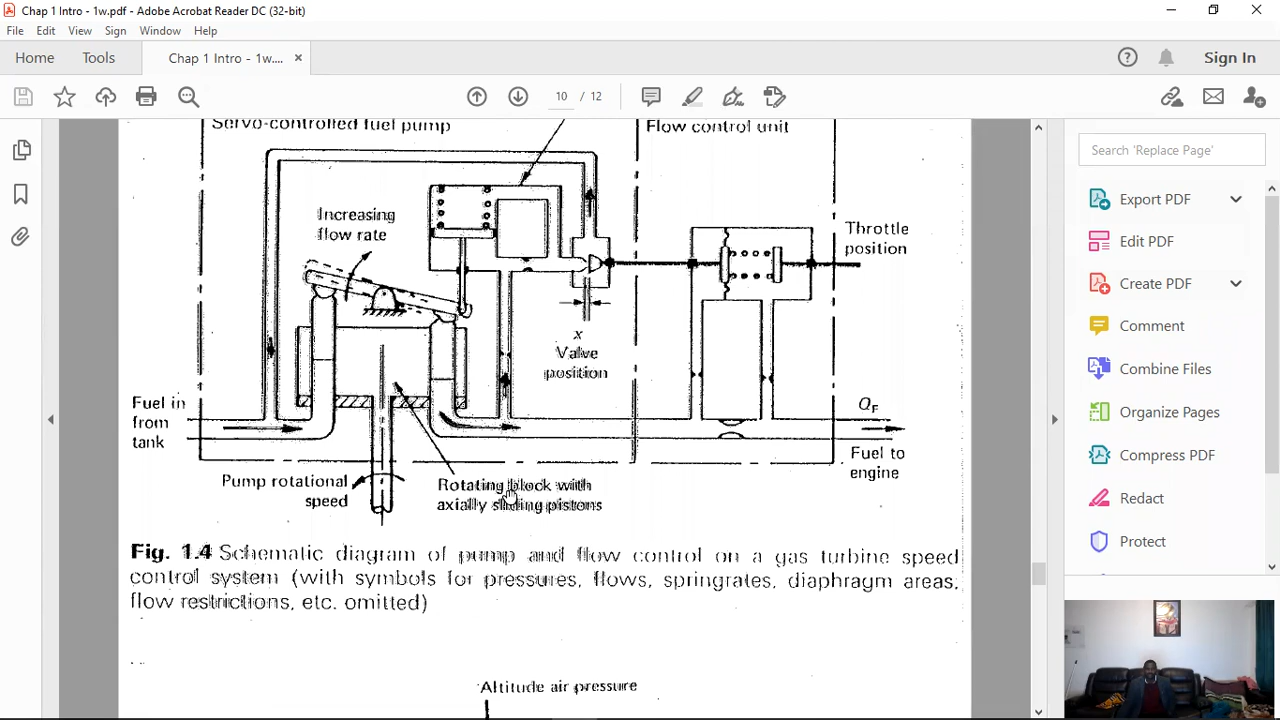 Chap 1 Intro - 1w.pdf - Adobe Acrobat Reader DC (32-bit)
File Edit View Sign Window Help
Home Tools Chap 1 Intro - 1w.... ×
Sign In
10 / 12
Servo-controlled fuel pump
Flow control unit
Search 'Replace Page'
Export PDF
Edit PDF
Create PDF
Comment
Combine Files
Organize Pages
Compress PDF
Redact
Protect
Increasing
flow rate
Throttle
position
x
Valve
position
Fuel in
from
tank
QF
Fuel to
engine
Pump rotational
speed
Rotating block with
axially sliding pistons
Fig. 1.4 Schematic diagram of pump and flow control on a gas turbine speed
control system (with symbols for pressures, flows, springrates, diaphragm areas,
flow restrictions, etc. omitted)
Altitude air pressure